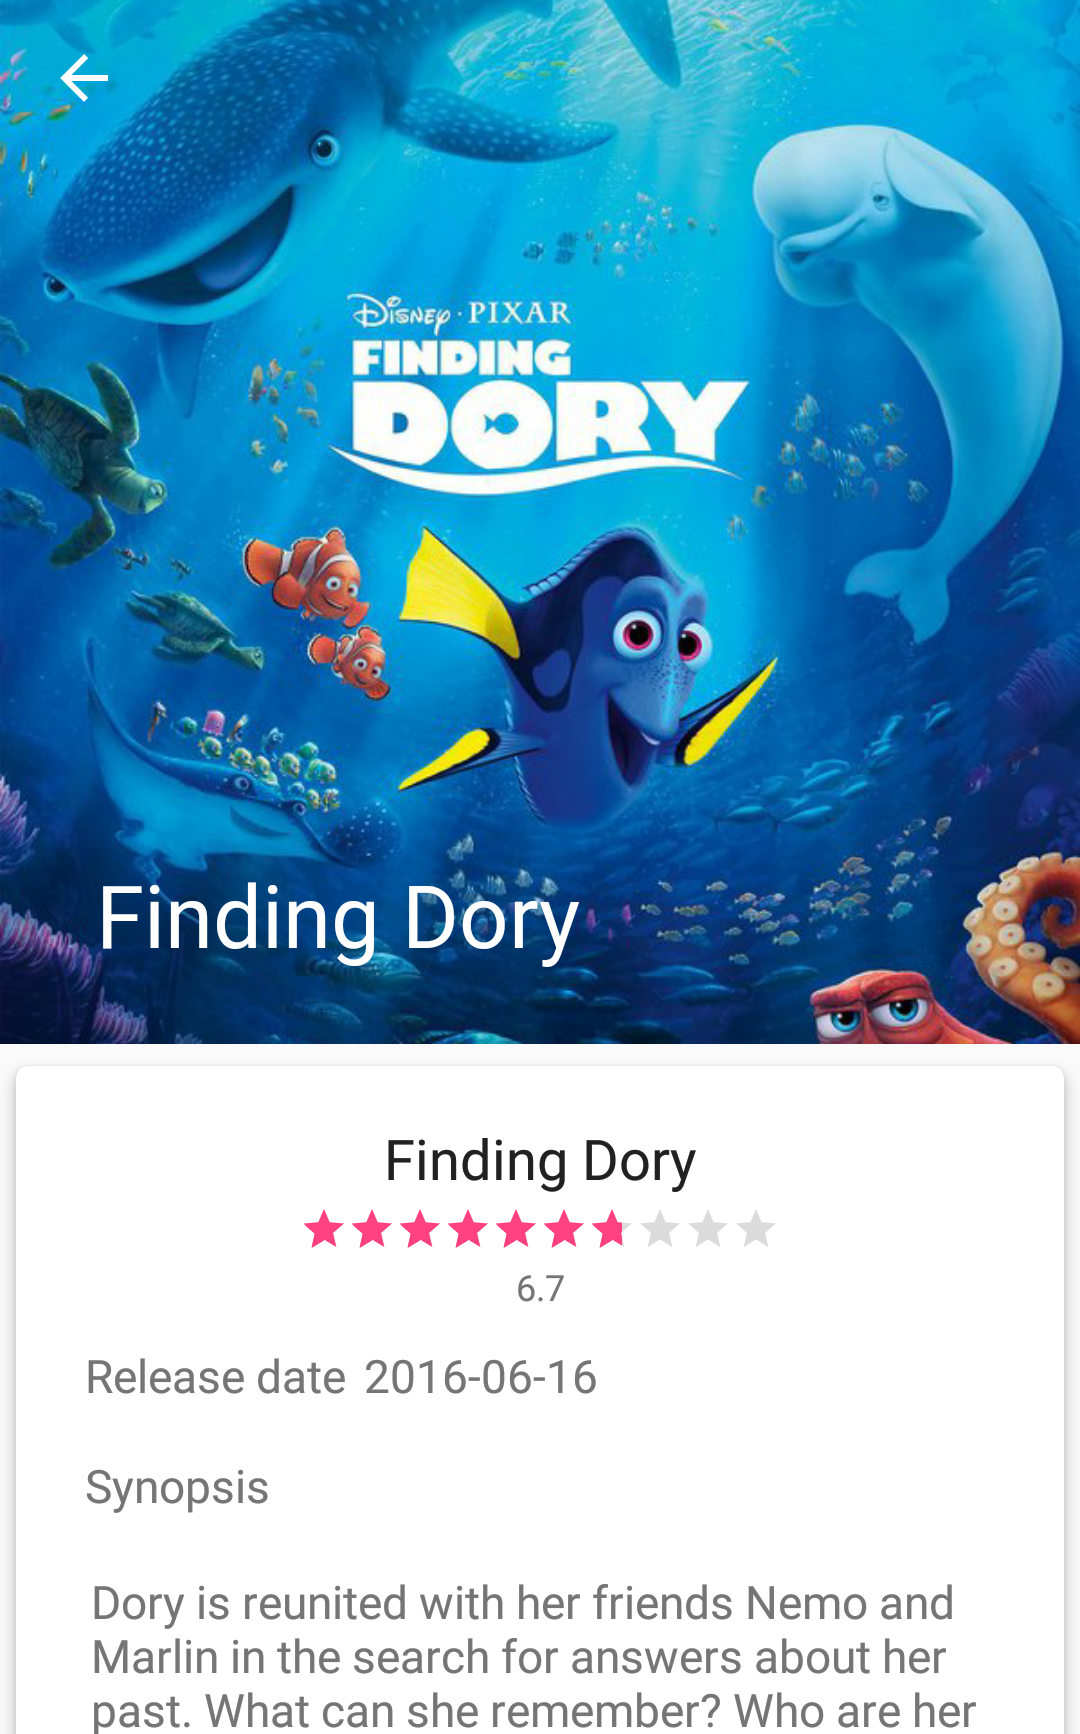 Disney · PIXAR
FINDING
DORY
Finding Dory
Finding Dory
6.7
Release date 2016-06-16
Synopsis
Dory is reunited with her friends Nemo and
Marlin in the search for answers about her
past. What can she remember? Who are her